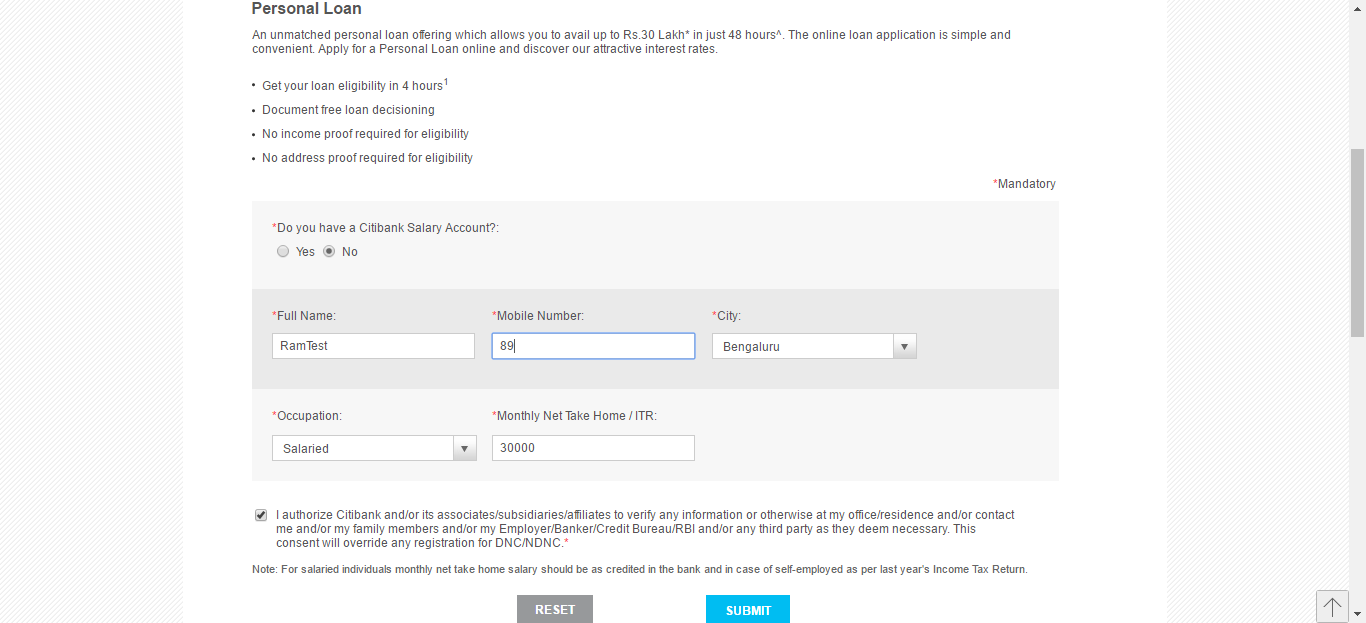 Personal Loan
An unmatched personal loan offering which allows you to avail up to Rs.30 Lakh* in just 48 hours^. The online loan application is simple and
convenient. Apply for a Personal Loan online and discover our attractive interest rates.
• Get your loan eligibility in 4 hours1
• Document free loan decisioning
• No income proof required for eligibility
• No address proof required for eligibility
*Mandatory
*Do you have a Citibank Salary Account?:
Yes No
*Full Name: *Mobile Number: *City:
RamTest 89 Bengaluru
*Occupation: *Monthly Net Take Home / ITR:
Salaried 30000
I authorize Citibank and/or its associates/subsidiaries/affiliates to verify any information or otherwise at my office/residence and/or contact
me and/or my family members and/or my Employer/Banker/Credit Bureau/RBI and/or any third party as they deem necessary. This
consent will override any registration for DNC/NDNC.*
Note: For salaried individuals monthly net take home salary should be as credited in the bank and in case of self-employed as per last year's Income Tax Return.
RESET SUBMIT